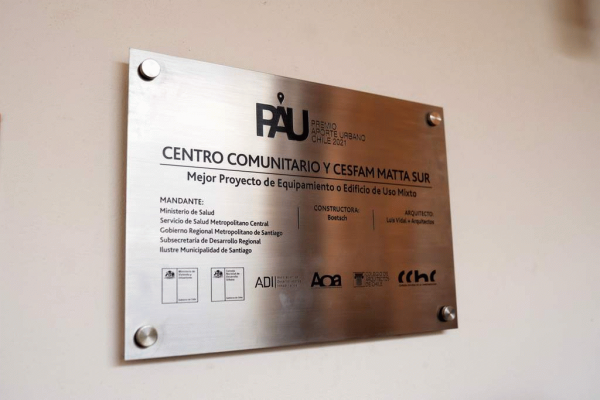 PAU
PREMIO
APORTE URBANO
CHILE 2021
CENTRO COMUNITARIO Y CESFAM MATTA SUR
Mejor Proyecto de Equipamiento o Edificio de Uso Mixto
MANDANTE:
Ministerio de Salud
Servicio de Salud Metropolitano Central
Gobierno Regional Metropolitano de Santiago
Subsecretaría de Desarrollo Regional
Ilustre Municipalidad de Santiago
CONSTRUCTORA:
Boetsch
ARQUITECTO:
Luis Vidal + Arquitectos
ADI
Aoa
cchc